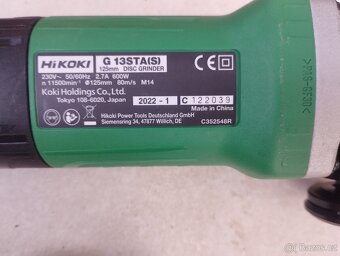 HiKOKI
G 13STA(S)
125mm DISC GRINDER
230V~ 50/60Hz 2,7A 600W
n 11500min⁻¹ Ø125mm 80m/s M14
Koki Holdings Co., Ltd.
Tokyo 108-6020, Japan
2022 - 1
C 122039
Made in China
Hikoki Power Tools Deutschland GmbH
Siemensring 34, 47877 Willich, DE
C352548R